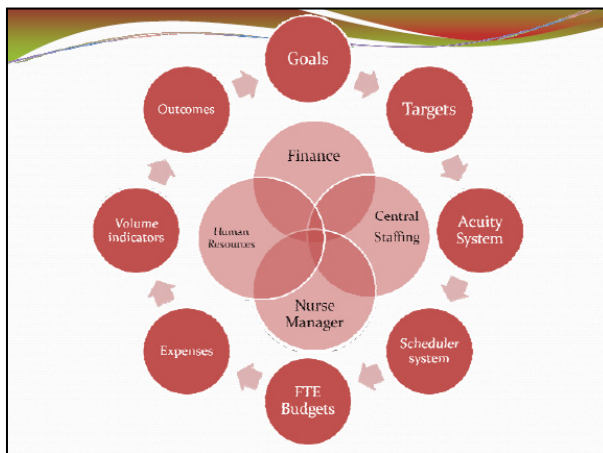 Goals
Targets
Acuity
System
Scheduler
system
FTE
Budgets
Expenses
Volume
indicators
Outcomes
Finance
Central
Staffing
Nurse
Manager
Human
Resources